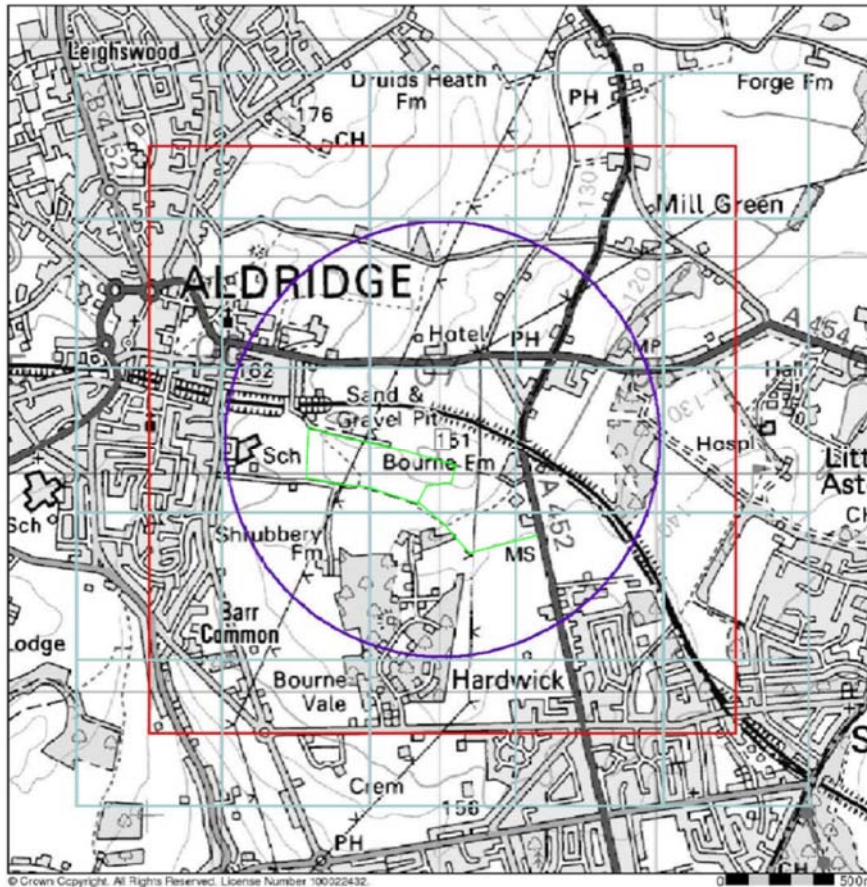 Leighswood
Druids Heath
Fm
PH
Forge Fm
176
CH
B 4152
130
Mill Green
ALDRIDGE
120
A 454
Hotel
PH
MP
162
Hall
Sand &
Gravel Pit
130
151
Hospl
Sch
Bourne Fm
A 452
Sch
140
Shrubbery
Fm
MS
Barr
Common
Bourne
Vale
Hardwick
Crem
156
PH
CH
© Crown Copyright. All Rights Reserved. License Number 100022432.
0